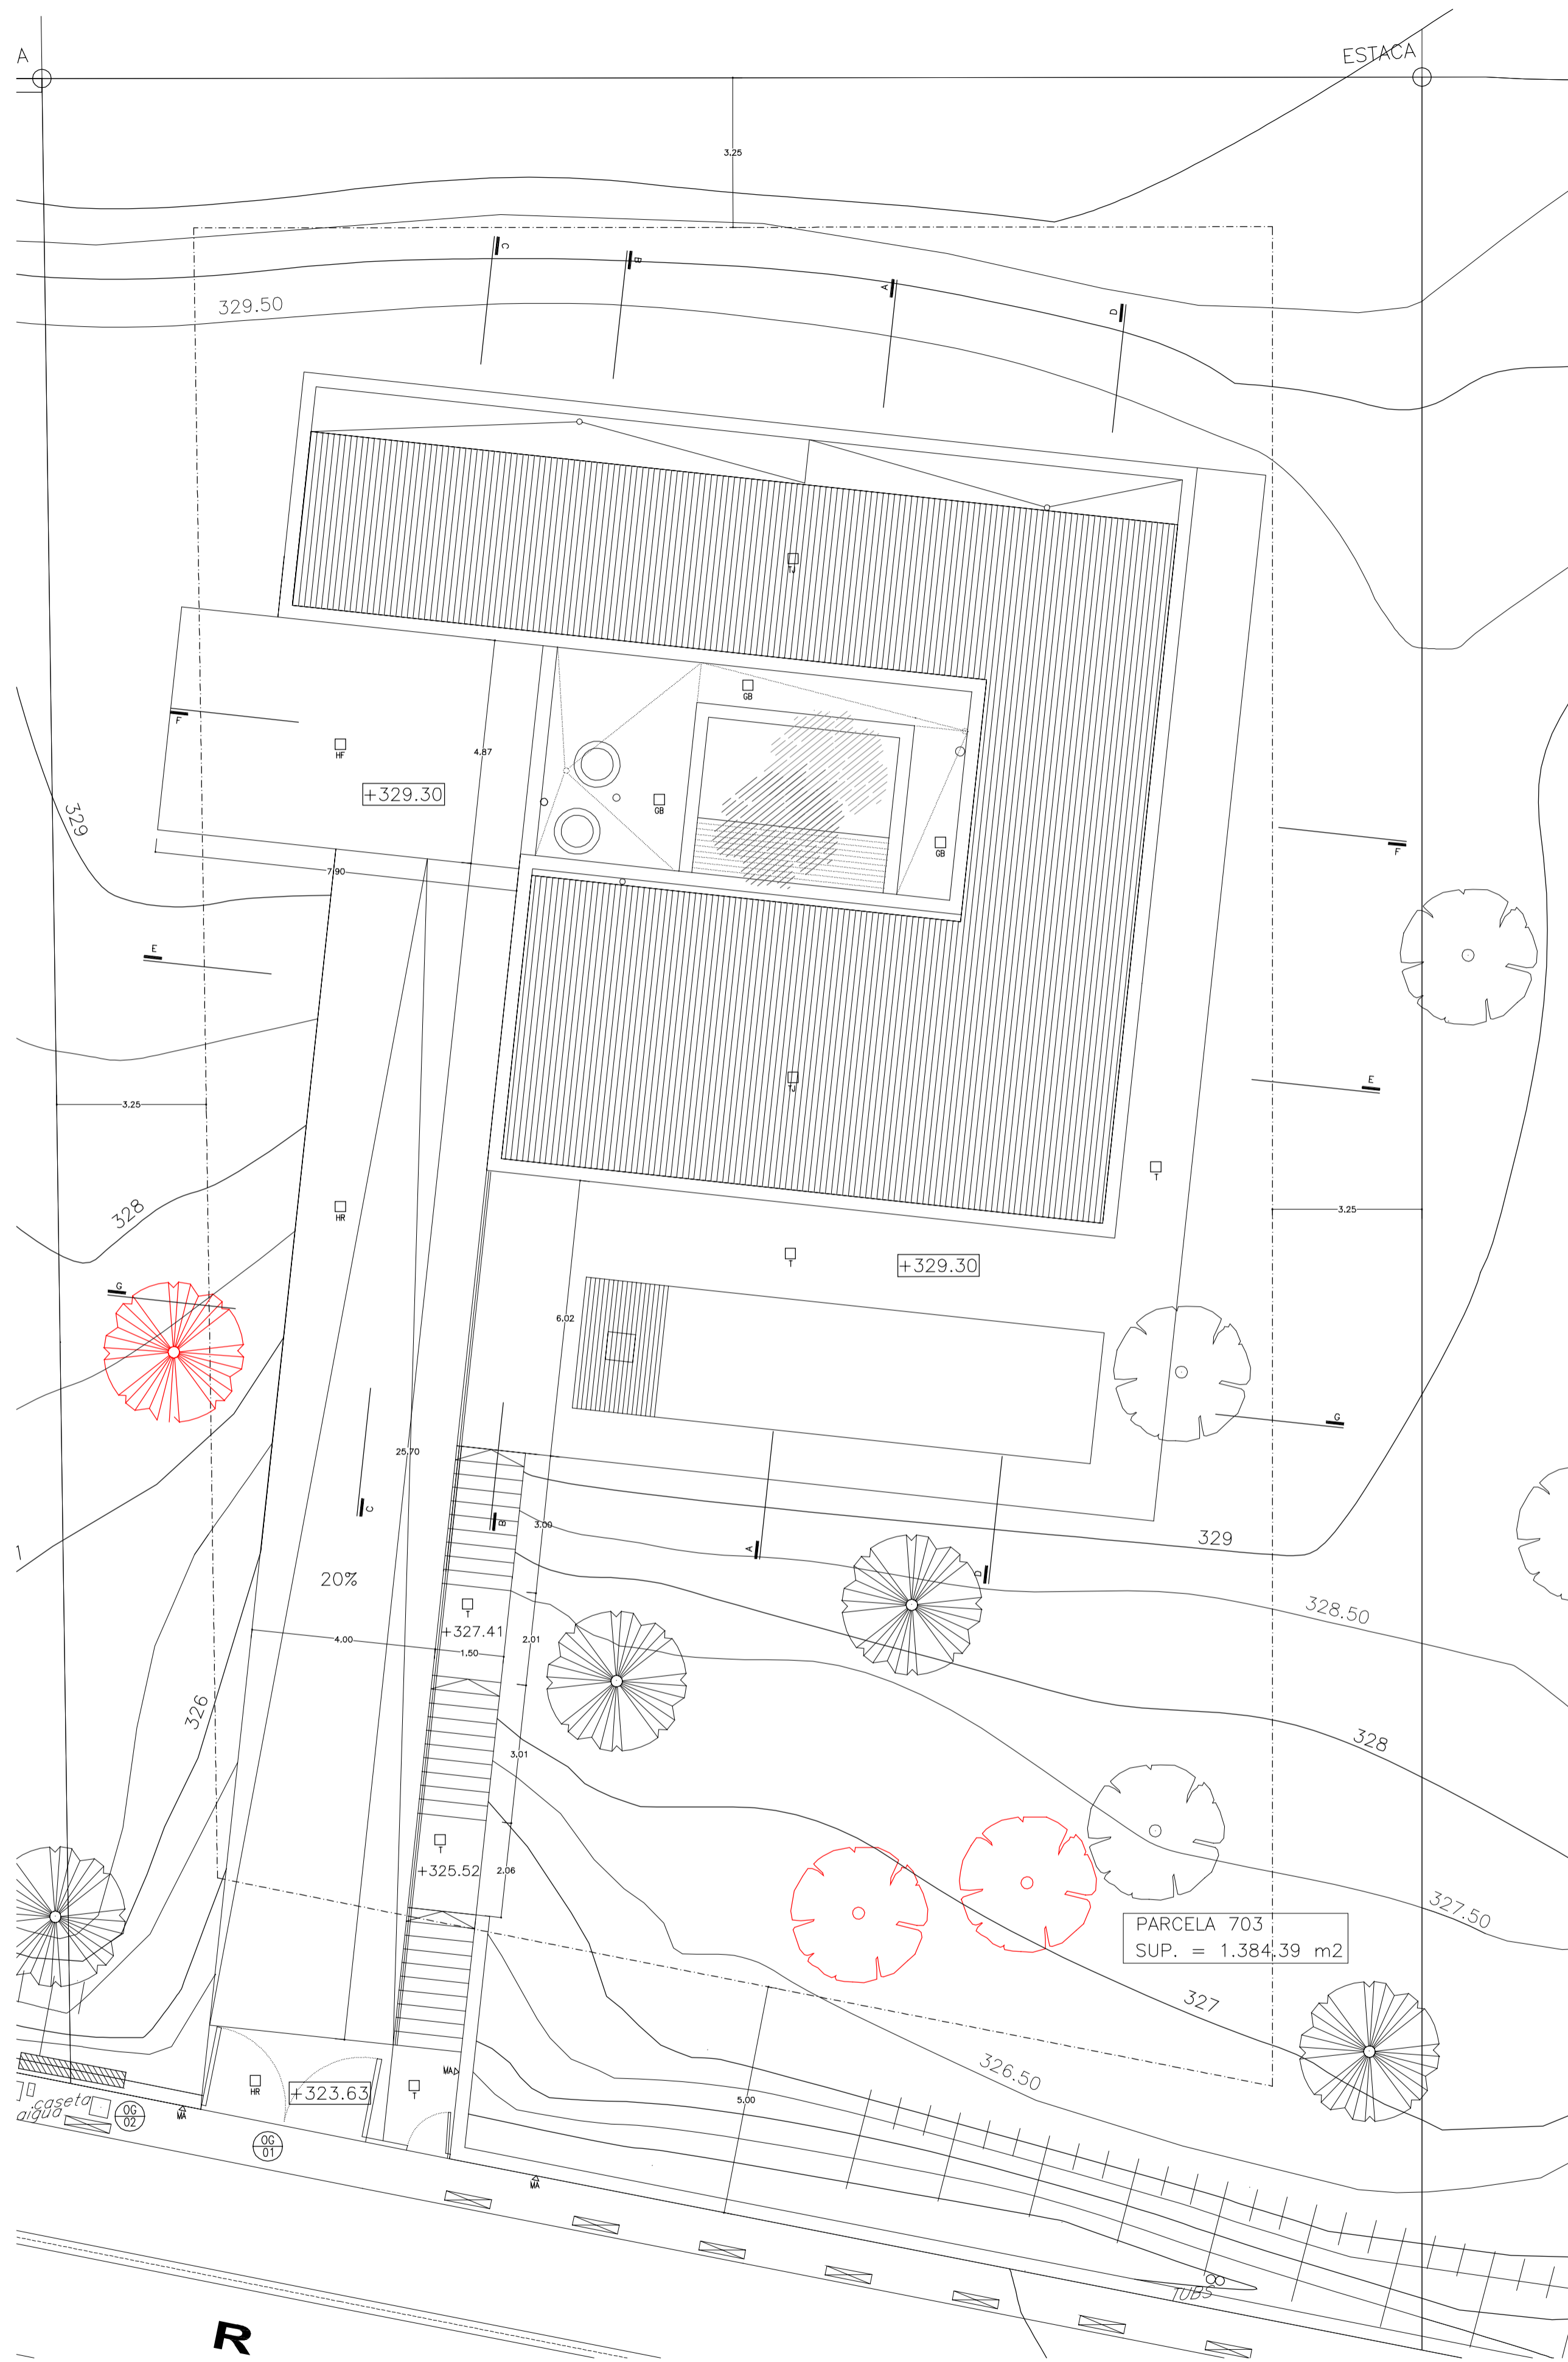 A
ESTACA
3.25
C
B
A
D
329.50
TJ
GB
F
HF
4.87
+329.30
GB
GB
329
7.90
F
E
E
TJ
3.25
T
328
HR
3.25
T
+329.30
G
6.02
G
25.70
C
B
3.00
A
329
D
1
20%
T
+327.41
4.00
1.50
2.01
328.50
326
328
3.01
T
+325.52
2.06
327.50
PARCELA 703
SUP. = 1.384.39 m2
327
326.50
MA
HR
+323.63
T
5.00
caseta
aigua
OG
02
MA
OG
01
MA
TUBS
R